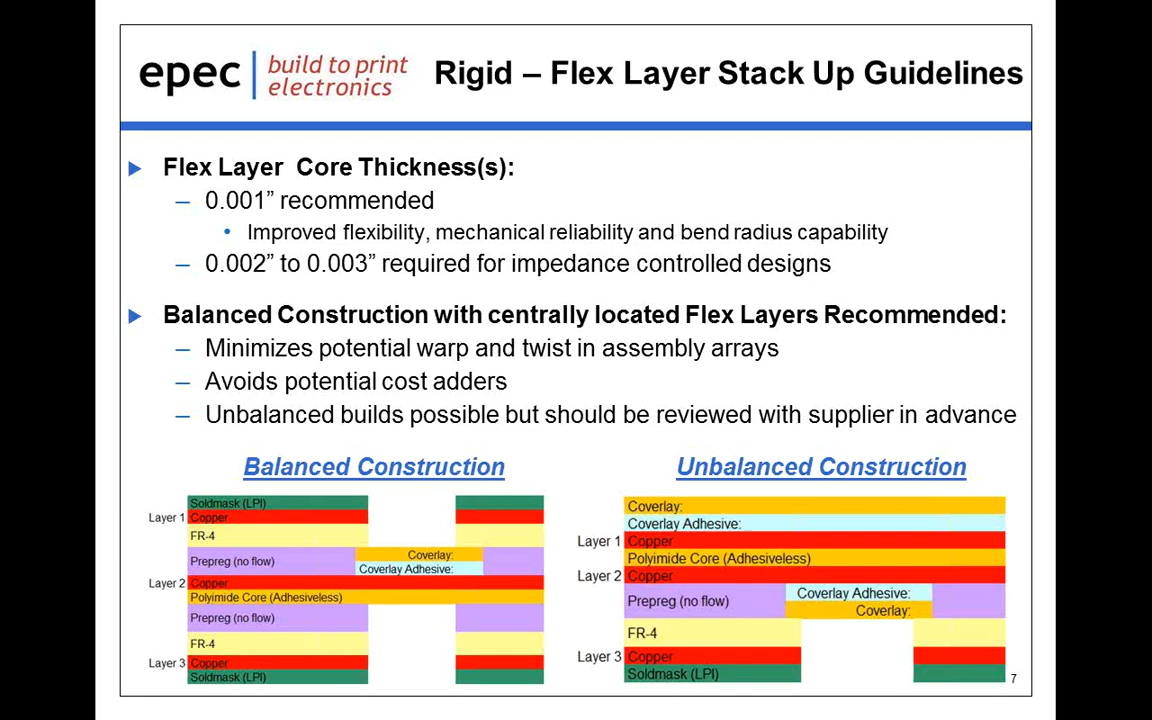 epec
build to print
electronics
Rigid – Flex Layer Stack Up Guidelines
Flex Layer Core Thickness(s):
– 0.001” recommended
• Improved flexibility, mechanical reliability and bend radius capability
– 0.002” to 0.003” required for impedance controlled designs
Balanced Construction with centrally located Flex Layers Recommended:
– Minimizes potential warp and twist in assembly arrays
– Avoids potential cost adders
– Unbalanced builds possible but should be reviewed with supplier in advance
Balanced Construction
Soldmask (LPI)
Layer 1 Copper
FR-4
Coverlay:
Prepreg (no flow)
Coverlay Adhesive:
Layer 2 Copper
Polyimide Core (Adhesiveless)
Prepreg (no flow)
FR-4
Layer 3 Copper
Soldmask (LPI)
Unbalanced Construction
Coverlay:
Coverlay Adhesive:
Layer 1 Copper
Polyimide Core (Adhesiveless)
Layer 2 Copper
Coverlay Adhesive:
Prepreg (no flow)
Coverlay:
FR-4
Layer 3 Copper
Soldmask (LPI)
7